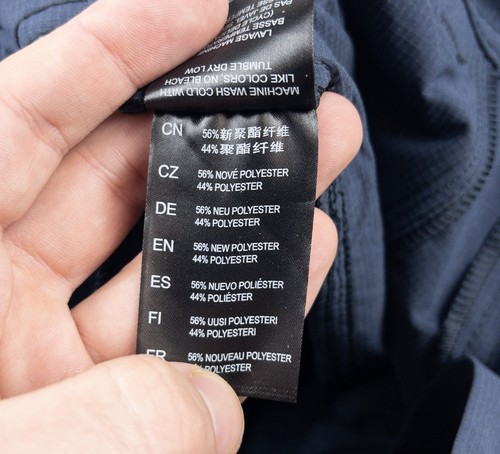 MACHINE WASH COLD WITH
LIKE COLORS, NO BLEACH
TUMBLE DRY LOW
LAVAGE MACHINE
BASSE TEMPÉRA
CN 56%新聚酯纤维
44%聚酯纤维
CZ 56% NOVÉ POLYESTER
44% POLYESTER
DE 56% NEU POLYESTER
44% POLYESTER
EN 56% NEW POLYESTER
44% POLYESTER
ES 56% NUEVO POLIÉSTER
44% POLIÉSTER
FI 56% UUSI POLYESTERI
44% POLYESTERI
FR 56% NOUVEAU POLYESTER
POLYESTER